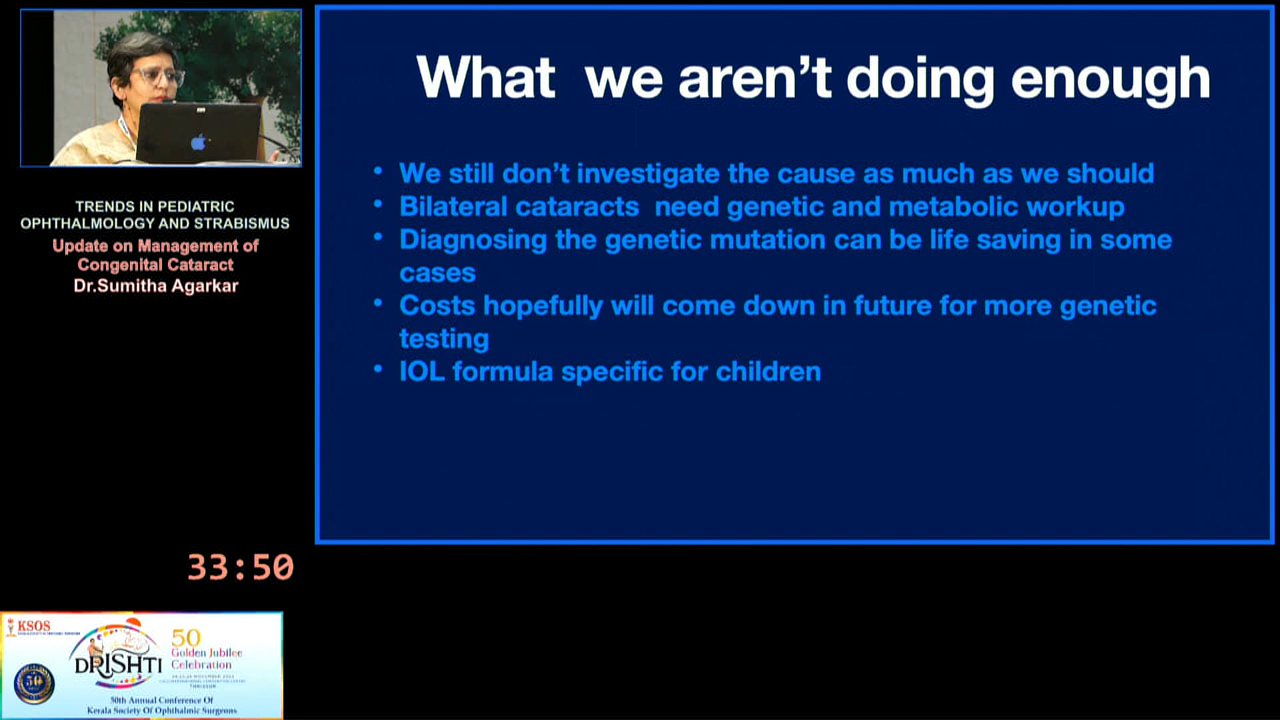 What we aren't doing enough
• We still don't investigate the cause as much as we should
• Bilateral cataracts need genetic and metabolic workup
• Diagnosing the genetic mutation can be life saving in some
cases
• Costs hopefully will come down in future for more genetic
testing
• IOL formula specific for children
TRENDS IN PEDIATRIC
OPHTHALMOLOGY AND STRABISMUS
Update on Management of
Congenital Cataract
Dr.Sumitha Agarkar
33:50
KSOS
DRISHTI
50
Golden Jubilee
Celebration
50th Annual Conference Of
Kerala Society Of Ophthalmic Surgeons